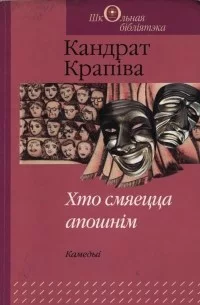 Школьная
бібліятэка
Кандрат
Крапіва
Хто смяецца
апошнім
Камедыі